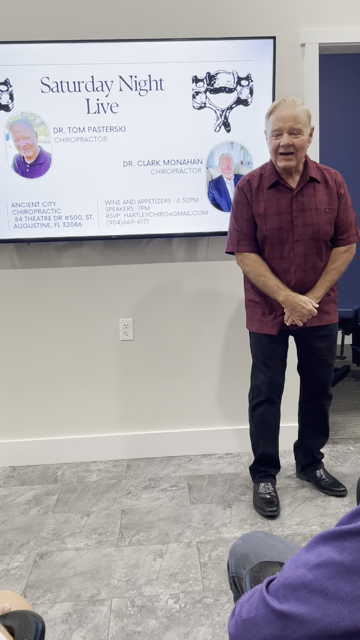 Saturday Night
Live
DR. TOM PASTERSKI
CHIROPRACTOR
DR. CLARK MONAHAN
CHIROPRACTOR
ANCIENT CITY
CHIROPRACTIC
84 THEATRE DR #500, ST.
AUGUSTINE, FL 32086
WINE AND APPETIZERS : 6:30PM
SPEAKERS: 7PM
RSVP: HARTLEYCHIRO@GMAIL.COM
(904)669-6171